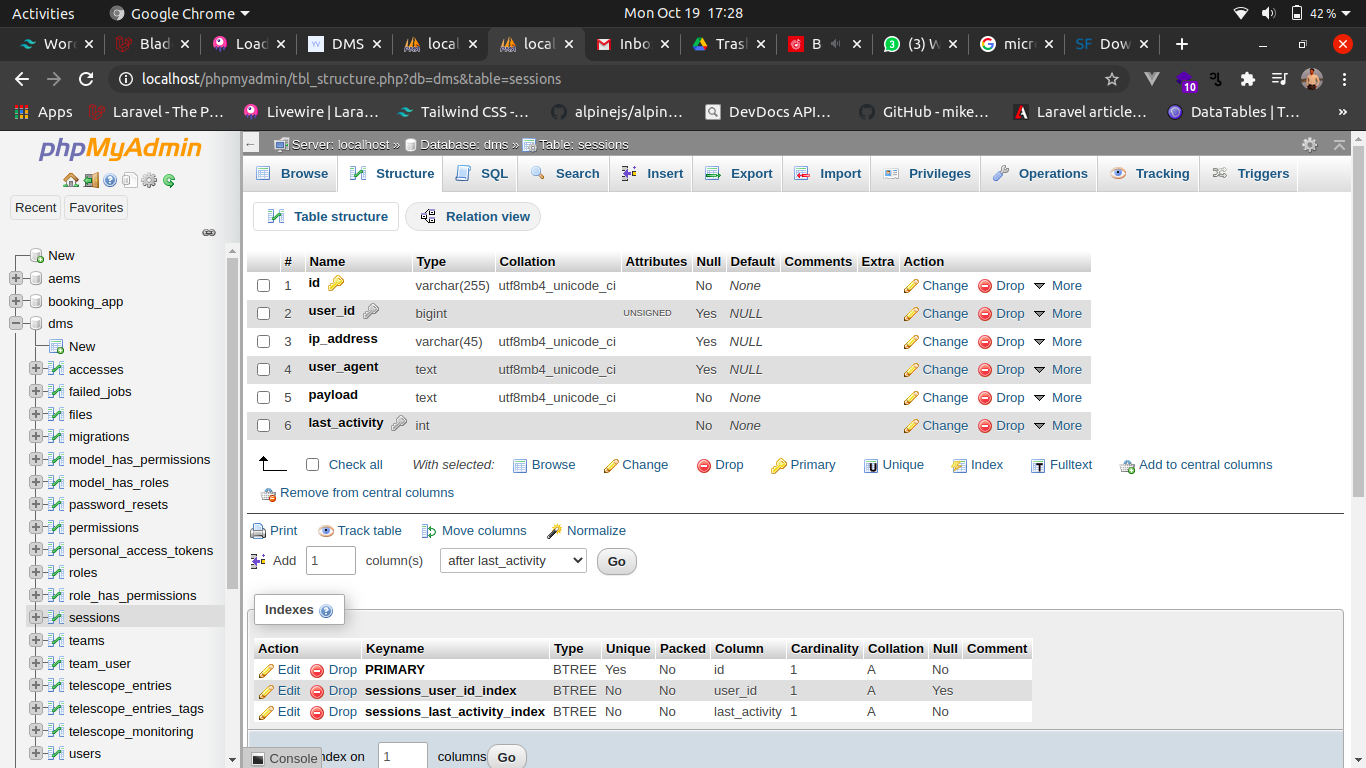 Activities Google Chrome Mon Oct 19 17:28 42 %
Wor Blad Load DMS local local Inbo Tras B (3) W micr SF Dow
localhost/phpmyadmin/tbl_structure.php?db=dms&table=sessions 10
Apps Laravel - The P... Livewire | Lara... Tailwind CSS -... alpinejs/alpin... DevDocs API... GitHub - mike... Laravel article... DataTables | T... »
phpMyAdmin
Recent Favorites
New
aems
booking_app
dms
New
accesses
failed_jobs
files
migrations
model_has_permissions
model_has_roles
password_resets
permissions
personal_access_tokens
roles
role_has_permissions
sessions
teams
team_user
telescope_entries
telescope_entries_tags
telescope_monitoring
users
Server: localhost » Database: dms » Table: sessions
Browse Structure SQL Search Insert Export Import Privileges Operations Tracking Triggers
Table structure Relation view
# Name Type Collation Attributes Null Default Comments Extra Action
1 id varchar(255) utf8mb4_unicode_ci No None Change Drop More
2 user_id bigint UNSIGNED Yes NULL Change Drop More
3 ip_address varchar(45) utf8mb4_unicode_ci Yes NULL Change Drop More
4 user_agent text utf8mb4_unicode_ci Yes NULL Change Drop More
5 payload text utf8mb4_unicode_ci No None Change Drop More
6 last_activity int No None Change Drop More
Check all With selected: Browse Change Drop Primary Unique Index Fulltext Add to central columns
Remove from central columns
Print Track table Move columns Normalize
Add 1 column(s) after last_activity Go
Indexes
Action Keyname Type Unique Packed Column Cardinality Collation Null Comment
Edit Drop PRIMARY BTREE Yes No id 1 A No
Edit Drop sessions_user_id_index BTREE No No user_id 1 A Yes
Edit Drop sessions_last_activity_index BTREE No No last_activity 1 A No
Console ndex on 1 columns Go